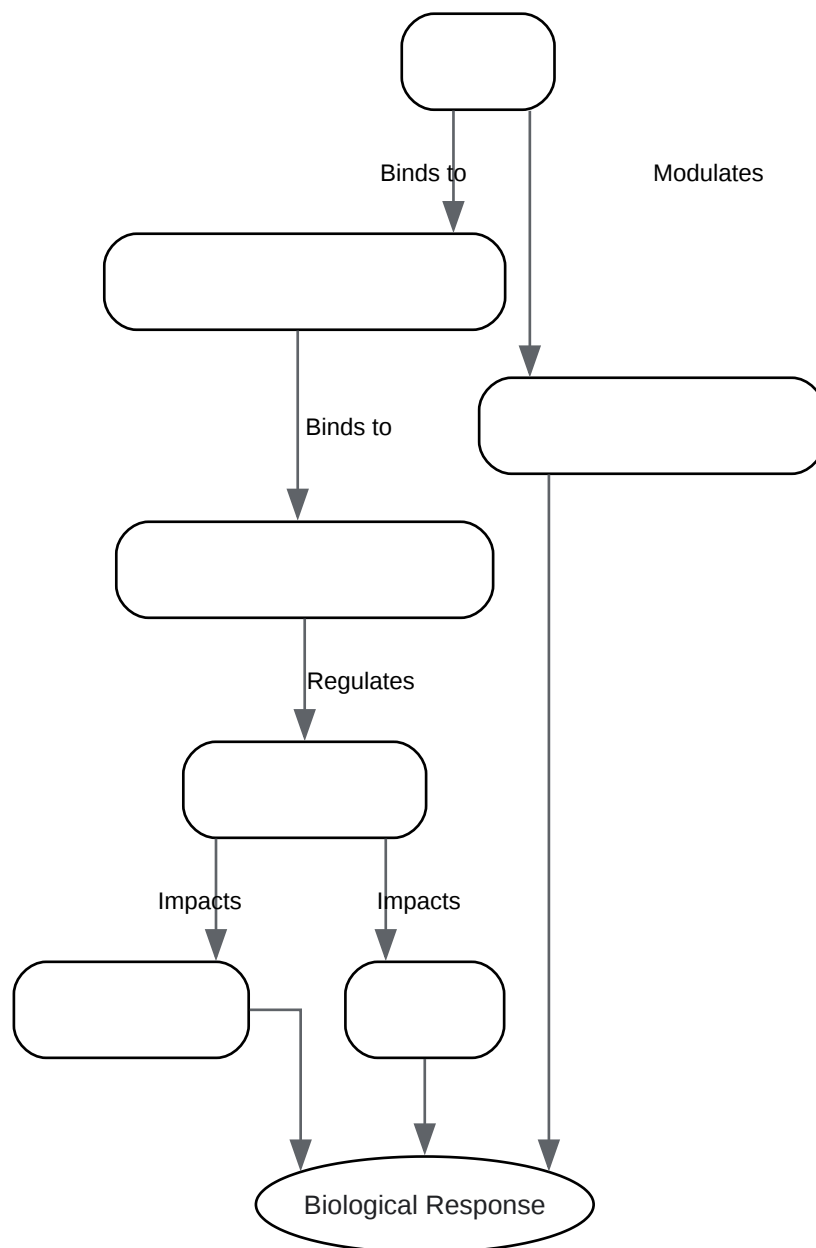 Binds to
Modulates
Binds to
Regulates
Impacts
Impacts
Biological Response